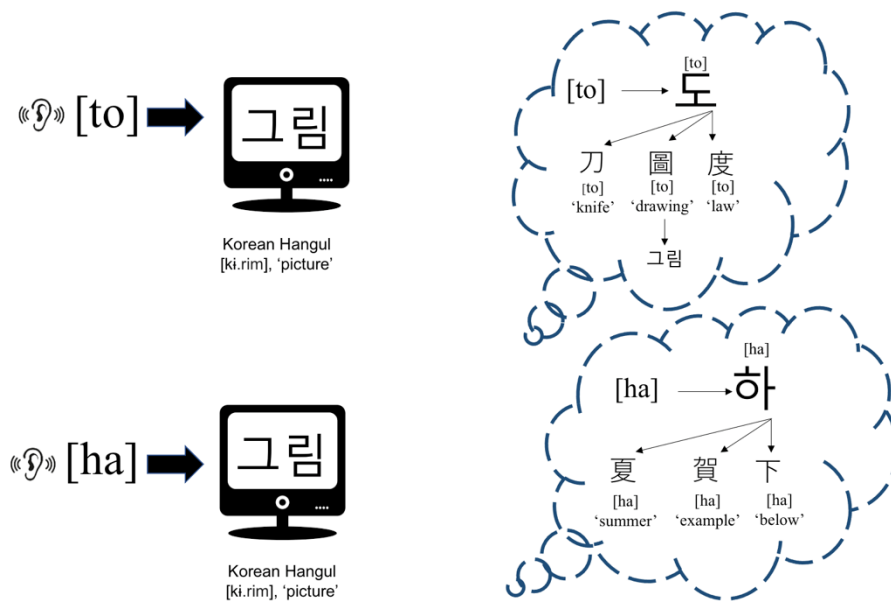 [to]
그림
Korean Hangul
[kɨ.rim], 'picture'
[to]
[to]
도
刀 圖 度
[to] [to] [to]
'knife' 'drawing' 'law'
그림
[ha]
그림
Korean Hangul
[kɨ.rim], 'picture'
[ha]
[ha]
하
夏 賀 下
[ha] [ha] [ha]
'summer' 'example' 'below'